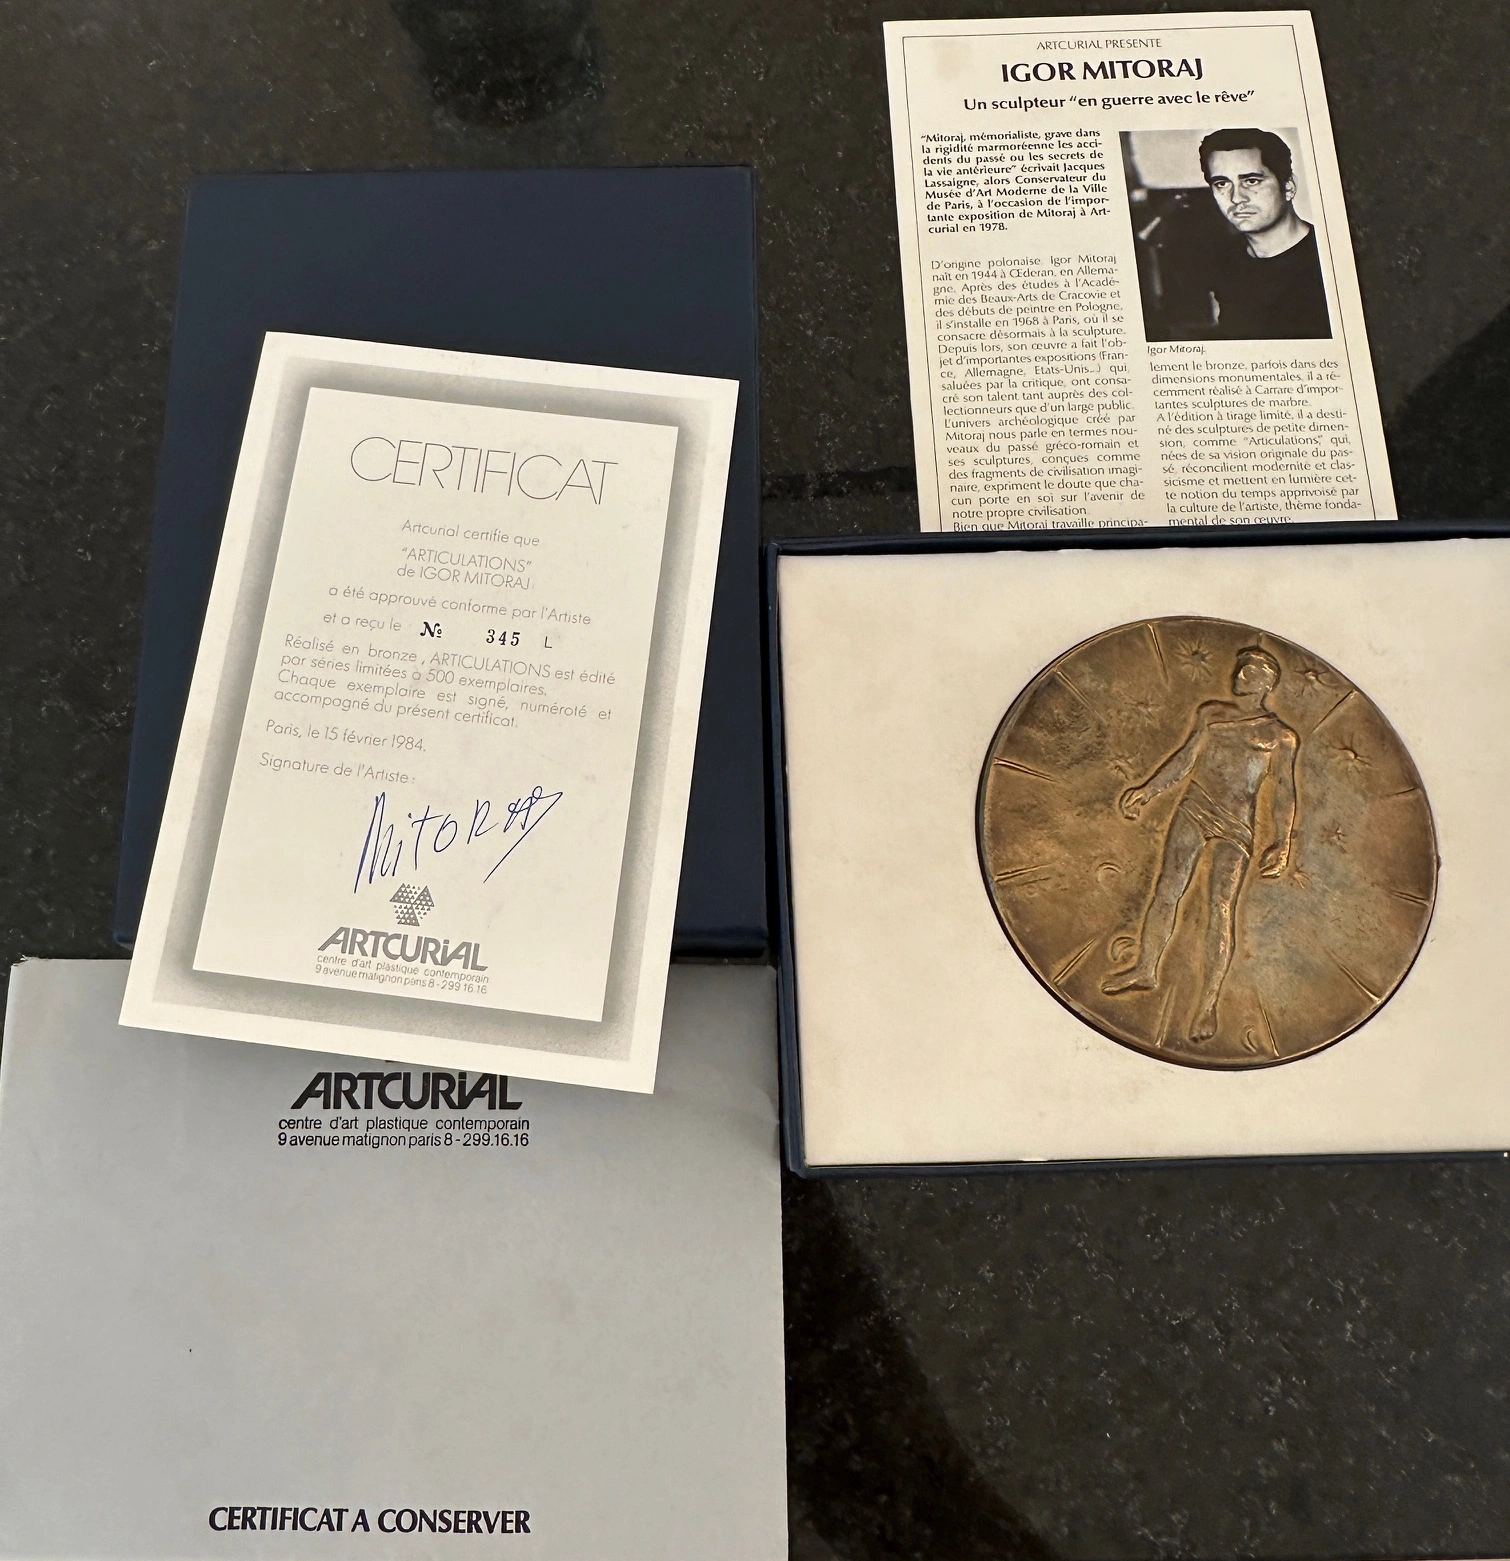 ARTCURIAL PRESENTE
IGOR MITORAJ
Un sculpteur "en guerre avec le rêve"
"Mitoraj, mémorialiste, grave dans
la rigidité marmoréenne les acci-
dents du passé ou les secrets de
la vie antérieure" écrivait Jacques
Lassaigne, alors Conservateur du
Musée d'Art Moderne de la Ville
de Paris, à l'occasion de l'impor-
tante exposition de Mitoraj à Art-
curial en 1978.
D'origine polonaise, Igor Mitoraj
naît en 1944 à Œderan, en Allema-
gne. Après des études à l'Acadé-
mie des Beaux-Arts de Cracovie et
des débuts de peintre en Pologne,
il s'installe en 1968 à Paris, où il se
consacre désormais à la sculpture.
Depuis lors, son œuvre a fait l'ob-
jet d'importantes expositions (Fran-
ce, Allemagne, Etats-Unis...) qui,
saluées par la critique, ont consa-
cré son talent tant auprès des col-
lectionneurs que d'un large public.
L'univers archéologique créé par
Mitoraj nous parle en termes nou-
veaux du passé gréco-romain et
ses sculptures, conçues comme
des fragments de civilisation imagi-
naire, expriment le doute que cha-
cun porte en soi sur l'avenir de
notre propre civilisation.
Bien que Mitoraj travaille principa-
Igor Mitoraj.
lement le bronze, parfois dans des
dimensions monumentales, il a ré-
cemment réalisé à Carrare d'impor-
tantes sculptures de marbre.
A l'édition à tirage limité, il a desti-
né des sculptures de petite dimen-
sion, comme "Articulations", qui,
nées de sa vision originale du pas-
sé, réconcilient modernité et clas-
sicisme et mettent en lumière cet-
te notion du temps apprivoisé par
la culture de l'artiste, thème fonda-
mental de son œuvre.
CERTIFICAT
Artcurial certifie que
"ARTICULATIONS"
de IGOR MITORAJ
a été approuvé conforme par l'Artiste
et a reçu le № 345 L
Réalisé en bronze, ARTICULATIONS est édité
par séries limitées à 500 exemplaires.
Chaque exemplaire est signé, numéroté et
accompagné du présent certificat.
Paris, le 15 février 1984.
Signature de l'Artiste :
MiToRaj
ARTCURiAL
centre d'art plastique contemporain
9 avenue matignon paris 8 - 299.16.16
ARTCURiAL
centre d'art plastique contemporain
9 avenue matignon paris 8 - 299.16.16
CERTIFICAT A CONSERVER